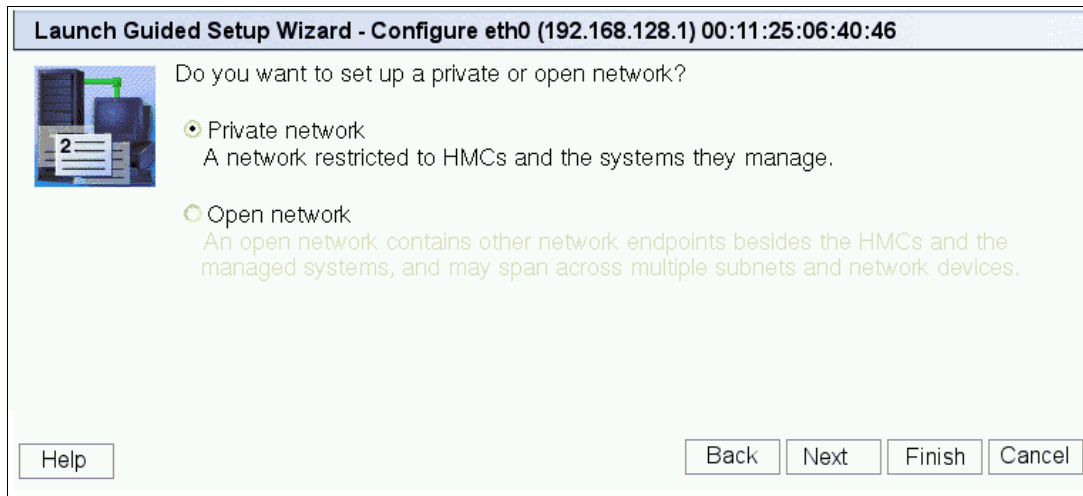 Launch Guided Setup Wizard - Configure eth0 (192.168.128.1) 00:11:25:06:40:46
Do you want to set up a private or open network?
Private network
A network restricted to HMCs and the systems they manage.
2
Open network
An open network contains other network endpoints besides the HMCs and the
managed systems, and may span across multiple subnets and network devices.
Help
Back
Next
Finish
Cancel